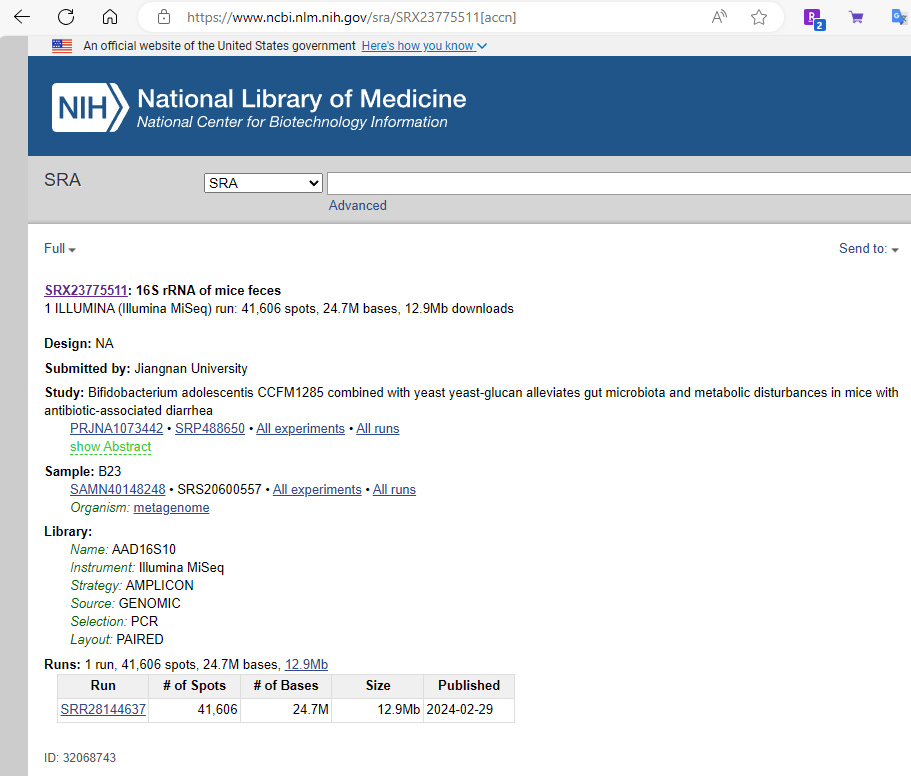 https://www.ncbi.nlm.nih.gov/sra/SRX23775511[accn]
A
2
An official website of the United States government Here's how you know
NIH National Library of Medicine
National Center for Biotechnology Information
SRA
SRA
Advanced
Full
Send to:
SRX23775511: 16S rRNA of mice feces
1 ILLUMINA (Illumina MiSeq) run: 41,606 spots, 24.7M bases, 12.9Mb downloads
Design: NA
Submitted by: Jiangnan University
Study: Bifidobacterium adolescentis CCFM1285 combined with yeast yeast-glucan alleviates gut microbiota and metabolic disturbances in mice with
antibiotic-associated diarrhea
PRJNA1073442 • SRP488650 • All experiments • All runs
show Abstract
Sample: B23
SAMN40148248 • SRS20600557 • All experiments • All runs
Organism: metagenome
Library:
Name: AAD16S10
Instrument: Illumina MiSeq
Strategy: AMPLICON
Source: GENOMIC
Selection: PCR
Layout: PAIRED
Runs: 1 run, 41,606 spots, 24.7M bases, 12.9Mb
Run # of Spots # of Bases Size Published
SRR28144637 41,606 24.7M 12.9Mb 2024-02-29
ID: 32068743